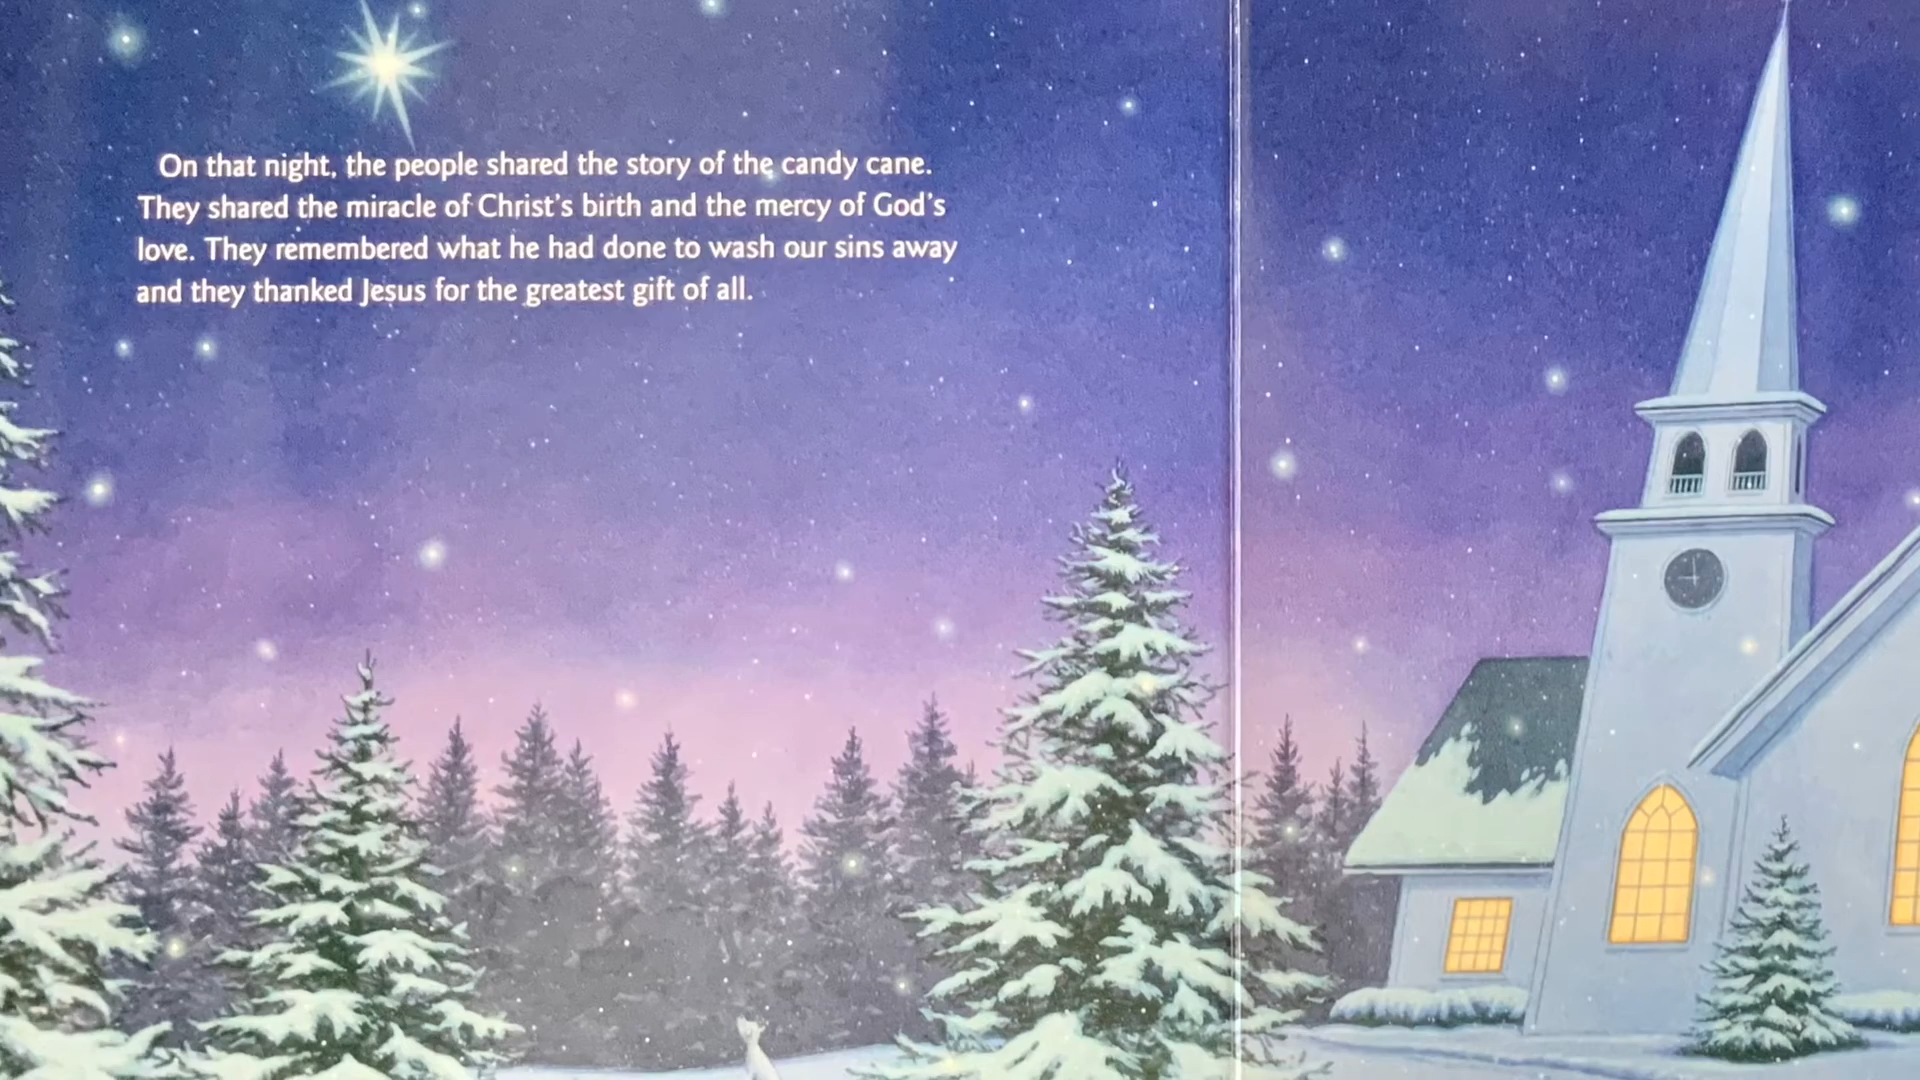 On that night, the people shared the story of the candy cane.
They shared the miracle of Christ's birth and the mercy of God's
love. They remembered what he had done to wash our sins away
and they thanked Jesus for the greatest gift of all.